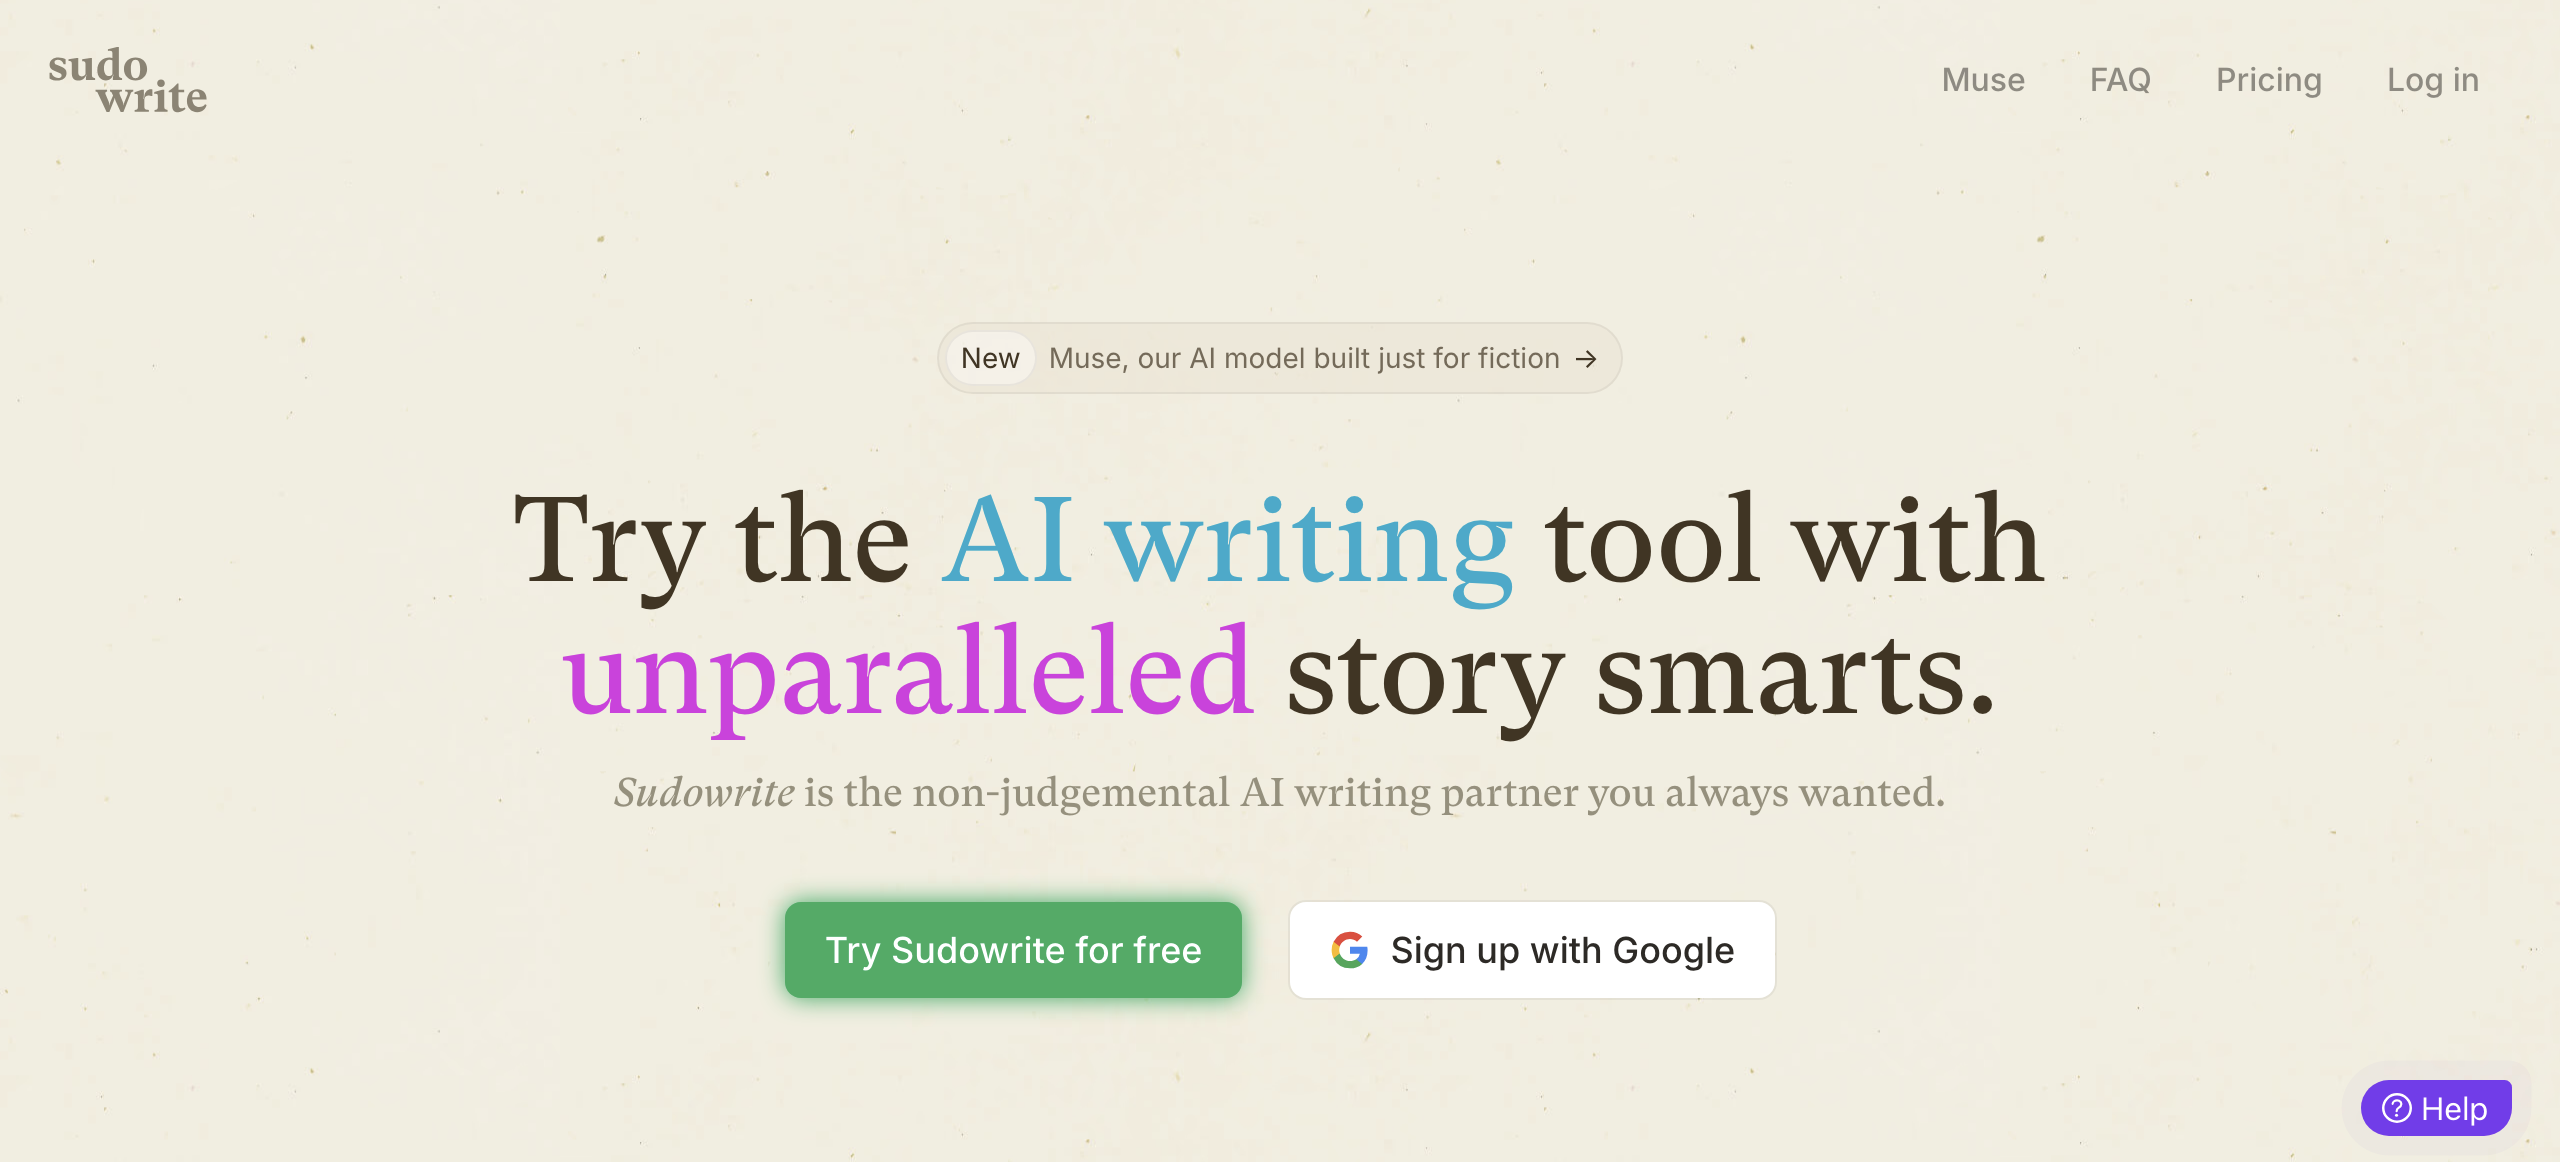 sudo
write
Muse FAQ Pricing Log in
New Muse, our AI model built just for fiction →
Try the AI writing tool with
unparalleled story smarts.
Sudowrite is the non-judgemental AI writing partner you always wanted.
Try Sudowrite for free
Sign up with Google
Help